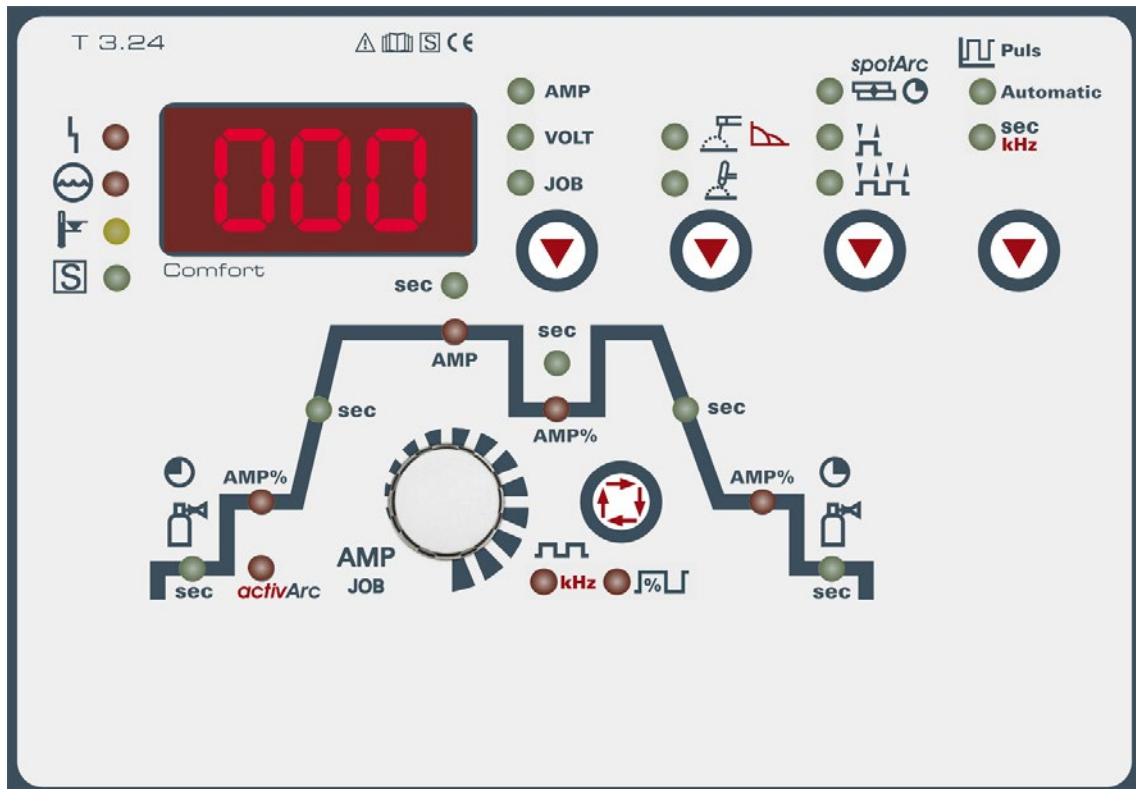 T 3.24
S CE
spotArc
Puls
AMP
Automatic
000
VOLT
sec
kHz
JOB
S
Comfort
sec
sec
AMP
sec
AMP%
sec
AMP%
AMP%
AMP
JOB
sec
activArc
kHz
%
sec